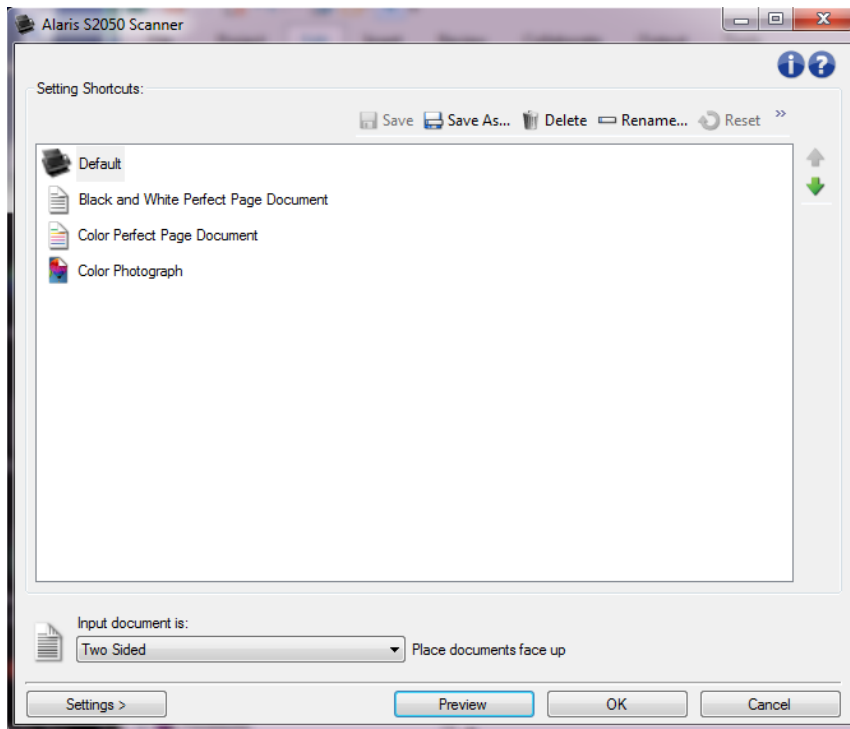 Alaris S2050 Scanner
Setting Shortcuts:
Save Save As... Delete Rename... Reset »
Default
Black and White Perfect Page Document
Color Perfect Page Document
Color Photograph
Input document is:
Two Sided Place documents face up
Settings > Preview OK Cancel